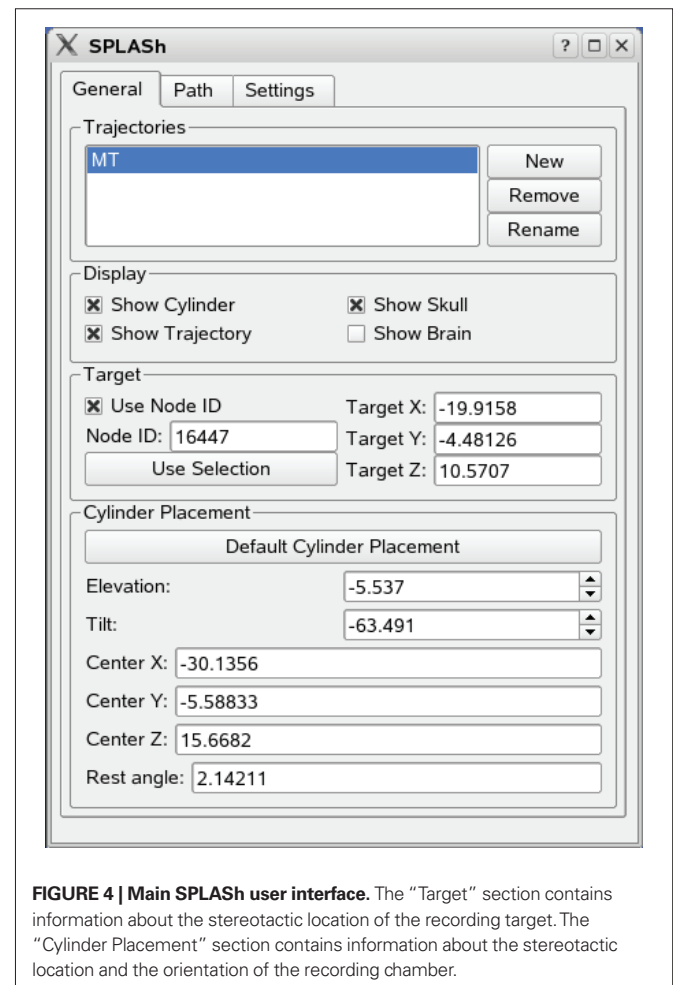 SPLASh
General Path Settings
Trajectories
MT
New
Remove
Rename
Display
Show Cylinder Show Skull
Show Trajectory Show Brain
Target
Use Node ID Target X: -19.9158
Node ID: 16447 Target Y: -4.48126
Use Selection Target Z: 10.5707
Cylinder Placement
Default Cylinder Placement
Elevation: -5.537
Tilt: -63.491
Center X: -30.1356
Center Y: -5.58833
Center Z: 15.6682
Rest angle: 2.14211
FIGURE 4 | Main SPLASh user interface. The “Target” section contains
information about the stereotactic location of the recording target. The
“Cylinder Placement” section contains information about the stereotactic
location and the orientation of the recording chamber.